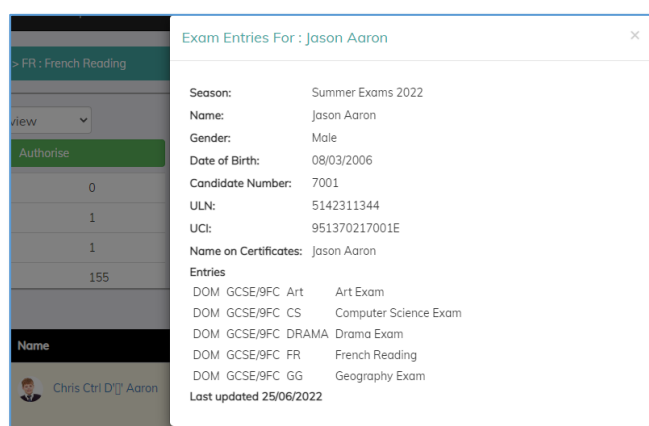 Exam Entries For : Jason Aaron ×
> FR : French Reading
view
Authorise
0
1
1
155
Name
Chris Ctrl D'[]' Aaron
Season: Summer Exams 2022
Name: Jason Aaron
Gender: Male
Date of Birth: 08/03/2006
Candidate Number: 7001
ULN: 5142311344
UCI: 951370217001E
Name on Certificates: Jason Aaron
Entries
DOM GCSE/9FC Art Art Exam
DOM GCSE/9FC CS Computer Science Exam
DOM GCSE/9FC DRAMA Drama Exam
DOM GCSE/9FC FR French Reading
DOM GCSE/9FC GG Geography Exam
Last updated 25/06/2022